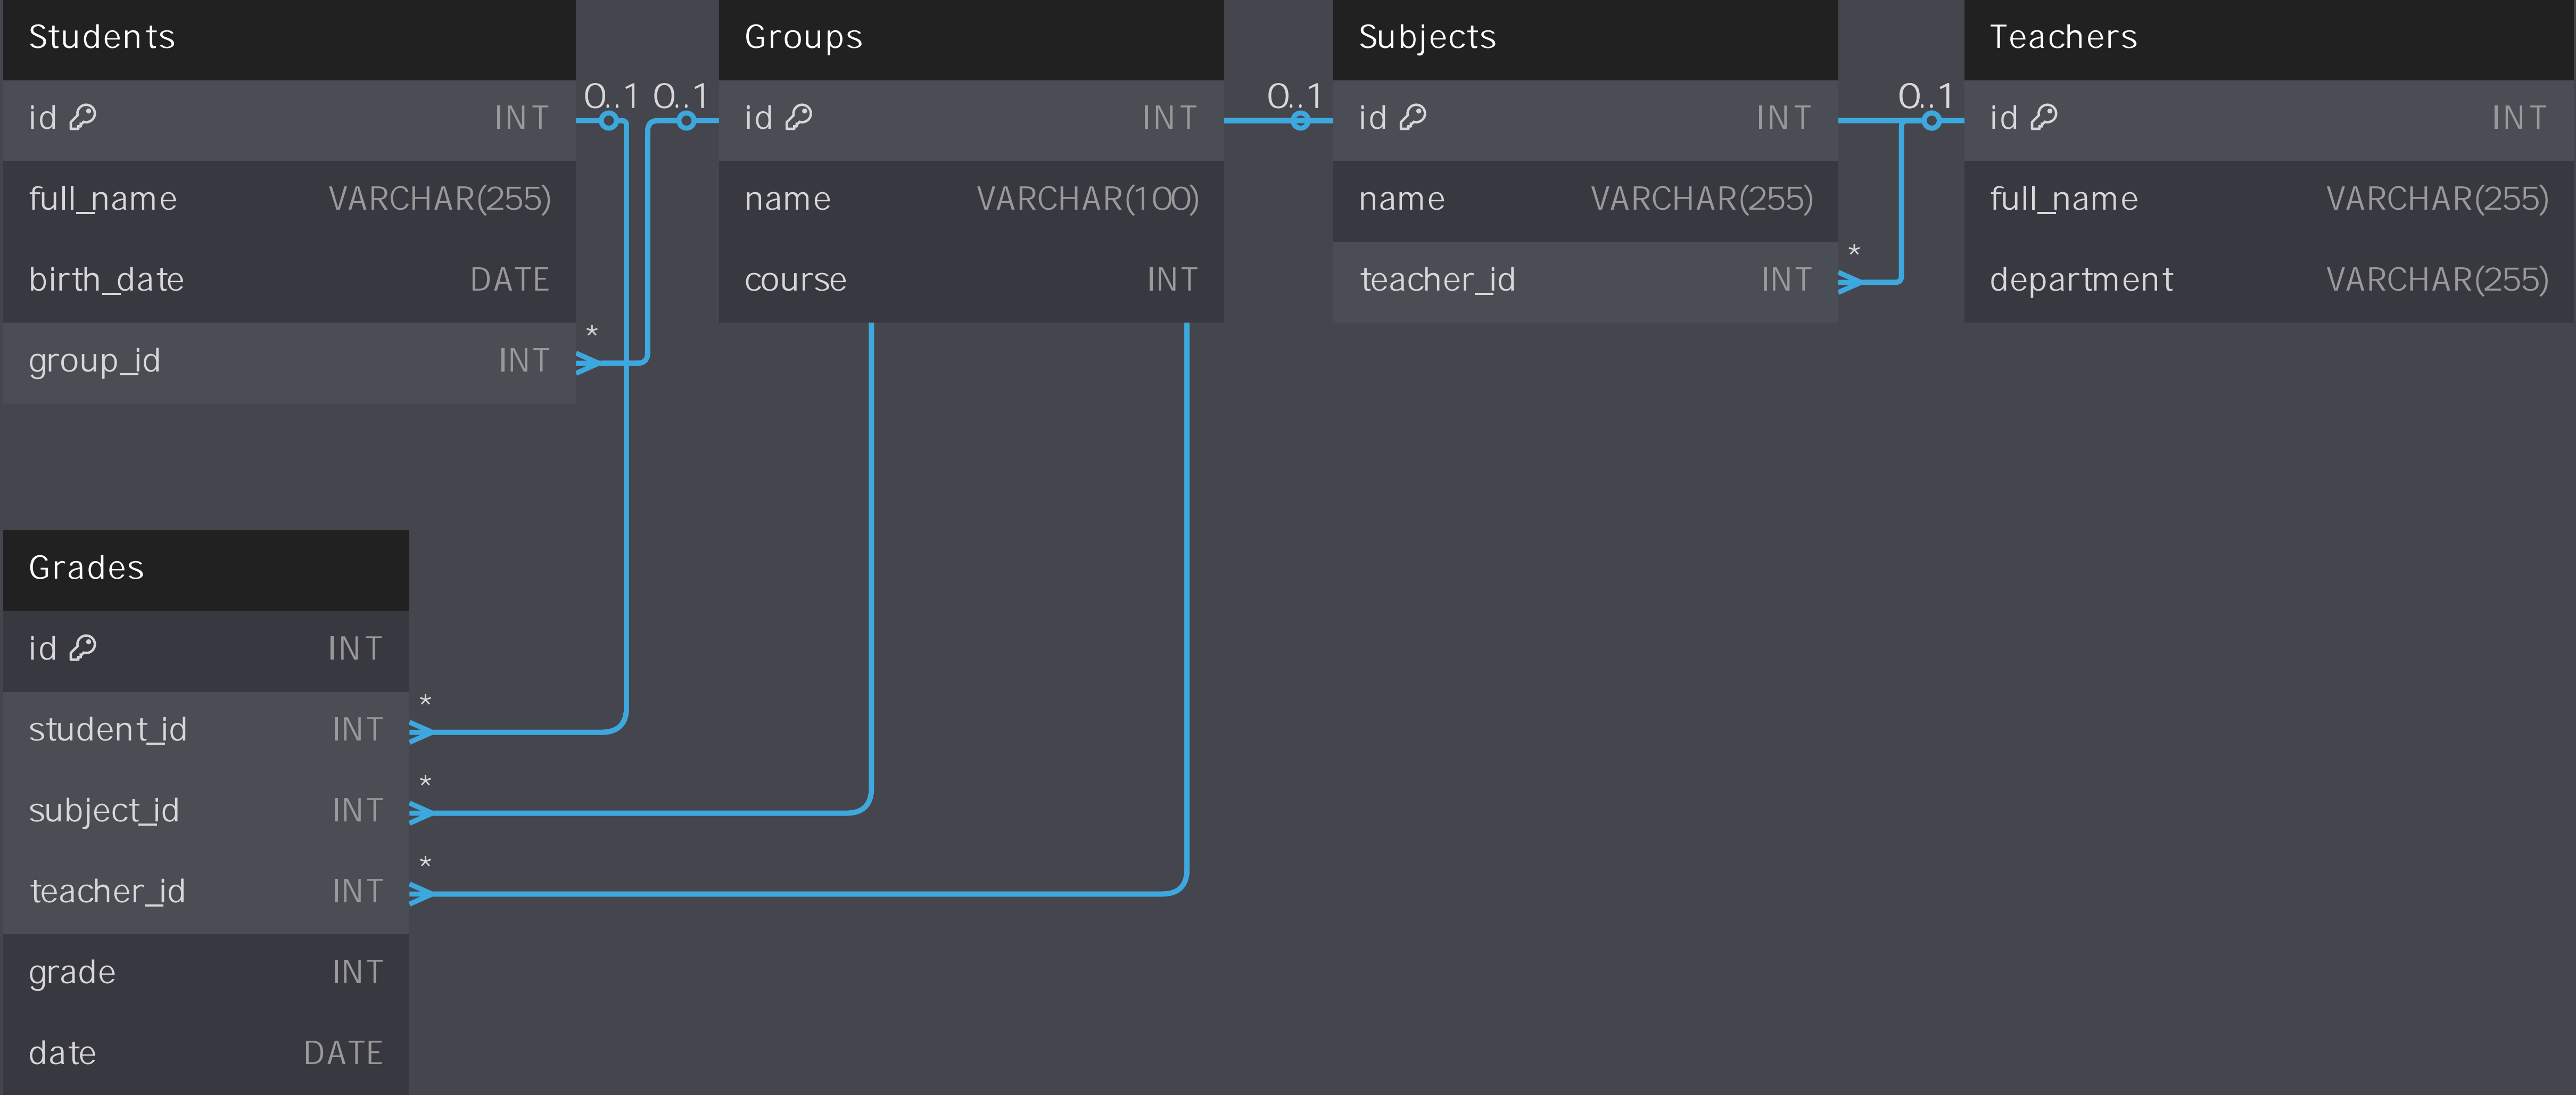 Students
id INT
full_name VARCHAR(255)
birth_date DATE
group_id INT
0..1
*
0..1
Groups
id INT
name VARCHAR(100)
course INT
0..1
Subjects
id INT
name VARCHAR(255)
teacher_id INT
*
0..1
Teachers
id INT
full_name VARCHAR(255)
department VARCHAR(255)
Grades
id INT
student_id INT
*
subject_id INT
*
teacher_id INT
*
grade INT
date DATE